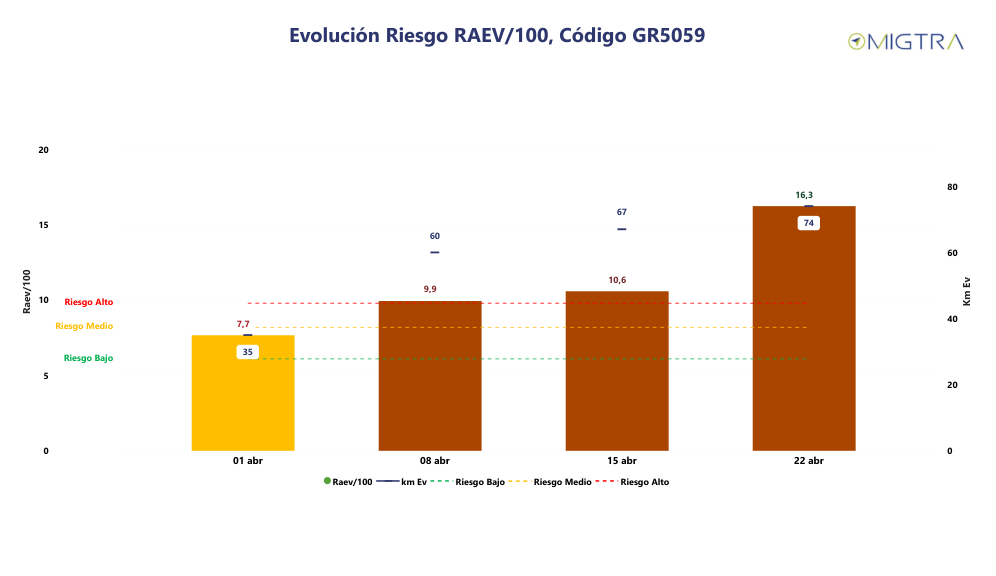 Evolución Riesgo RAEV/100, Código GR5059
MIGTRA
20
15
10
5
0
Raev/100
Riesgo Alto
Riesgo Medio
Riesgo Bajo
7,7
35
60
9,9
67
10,6
16,3
74
80
60
40
20
0
Km Ev
01 abr
08 abr
15 abr
22 abr
Raev/100 km Ev Riesgo Bajo Riesgo Medio Riesgo Alto